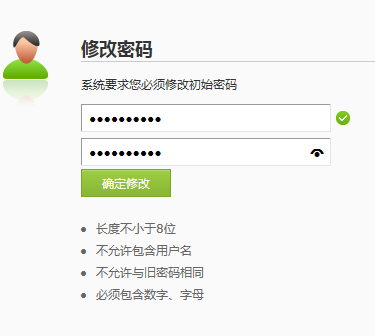 修改密码
系统要求您必须修改初始密码
••••••••••
••••••••••
确定修改
• 长度不小于8位
• 不允许包含用户名
• 不允许与旧密码相同
• 必须包含数字、字母